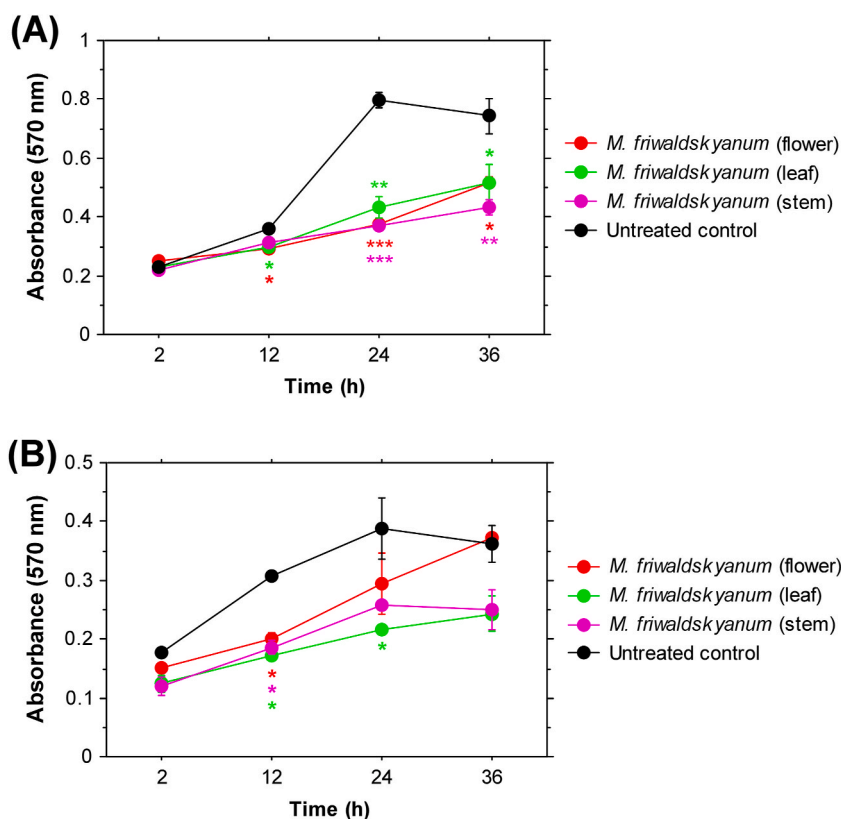 (A)
1
0.8
0.6
0.4
0.2
0
Absorbance (570 nm)
**
*
*
*
***
***
*
**
2 12 24 36
Time (h)
M. friwaldskyanum (flower)
M. friwaldskyanum (leaf)
M. friwaldskyanum (stem)
Untreated control
(B)
0.5
0.4
0.3
0.2
0.1
0
Absorbance (570 nm)
*
*
*
*
2 12 24 36
Time (h)
M. friwaldskyanum (flower)
M. friwaldskyanum (leaf)
M. friwaldskyanum (stem)
Untreated control